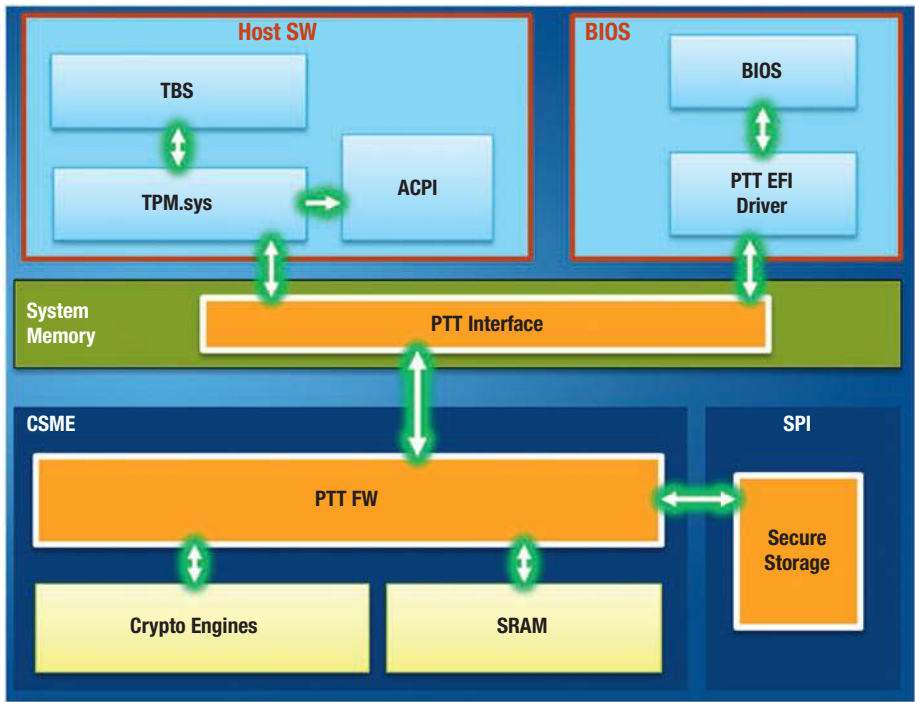 Host SW
TBS
TPM.sys
ACPI
BIOS
BIOS
PTT EFI
Driver
System
Memory
PTT Interface
CSME
PTT FW
Crypto Engines
SRAM
SPI
Secure
Storage